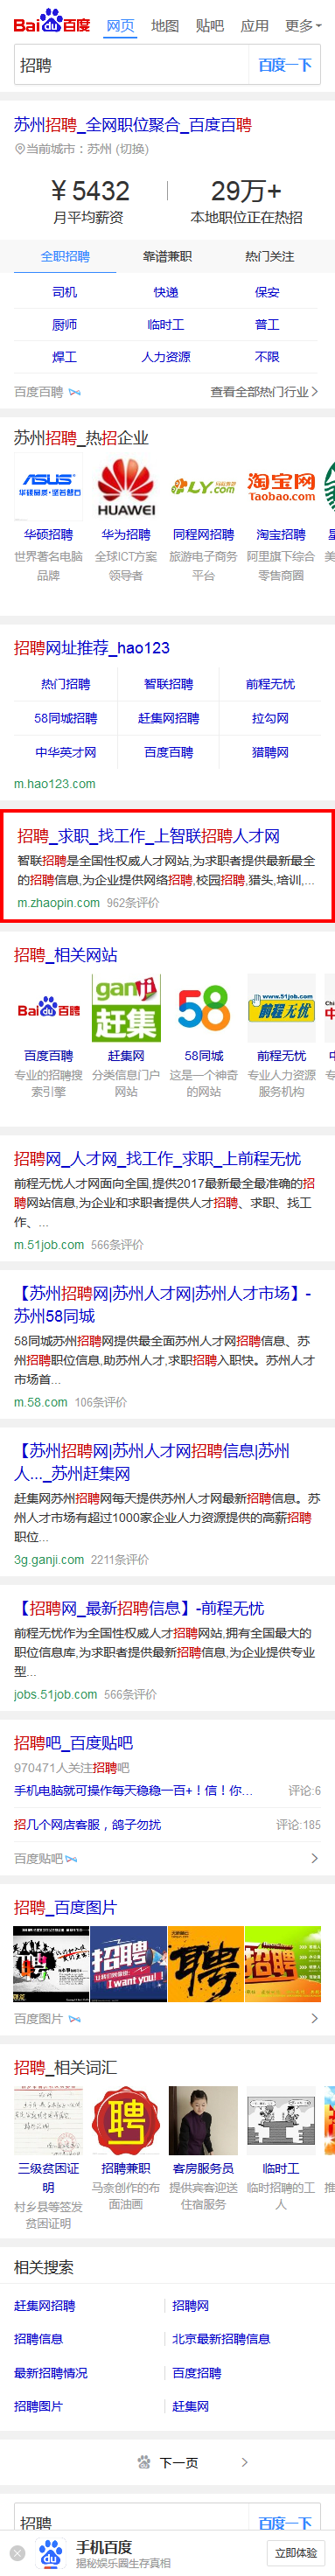 Bai百度 网页 地图 贴吧 应用 更多
招聘 百度一下
苏州招聘_全网职位聚合_百度百聘
当前城市：苏州 (切换)
￥5432 29万+
月平均薪资 本地职位正在热招
全职招聘 靠谱兼职 热门关注
司机 快递 保安
厨师 临时工 普工
焊工 人力资源 不限
百度百聘 查看全部热门行业
苏州招聘_热招企业
ASUS HUAWEI LY.COM 淘宝网
华硕品质·坚若磐石 Taobao.com
华硕招聘 华为招聘 同程网招聘 淘宝招聘 星
世界著名电脑 全球ICT方案 旅游电子商务 阿里旗下综合 美
品牌 领导者 平台 零售商圈
招聘网址推荐_hao123
热门招聘 智联招聘 前程无忧
58同城招聘 赶集网招聘 拉勾网
中华英才网 百度百聘 猎聘网
m.hao123.com
招聘_求职_找工作_上智联招聘人才网
智联招聘是全国性权威人才网站,为求职者提供最新最全
的招聘信息,为企业提供网络招聘,校园招聘,猎头,培训,...
m.zhaopin.com 962条评价
招聘_相关网站
Bai百聘 ganji 赶集 58 www.51job.com 前程无忧
百度百聘 赶集网 58同城 前程无忧 中
专业的招聘搜 分类信息门户 这是一个神奇 专业人力资源
索引擎 网站 的网站 服务机构
招聘网_人才网_找工作_求职_上前程无忧
前程无忧人才网面向全国,提供2017最新最全最准确的招
聘网站信息,为企业和求职者提供人才招聘、求职、找工
作、...
m.51job.com 566条评价
【苏州招聘网|苏州人才网|苏州人才市场】-
苏州58同城
58同城苏州招聘网提供最全面苏州人才网招聘信息、苏
州招聘职位信息,助苏州人才,求职招聘入职快。苏州人才
市场首...
m.58.com 106条评价
【苏州招聘网|苏州人才网招聘信息|苏州
人..._苏州赶集网
赶集网苏州招聘网每天提供苏州人才网最新招聘信息。苏
州人才市场有超过1000家企业人力资源提供的高薪招聘
职位...
3g.ganji.com 2211条评价
【招聘网_最新招聘信息】-前程无忧
前程无忧作为全国性权威人才招聘网站,拥有全国最大的
职位信息库,为求职者提供最新招聘信息,为企业提供专业
型...
jobs.51job.com 566条评价
招聘吧_百度贴吧
970471人关注招聘吧
手机电脑就可操作每天稳稳一百+！信！你... 评论:6
招几个网店客服，鸽子勿扰 评论:185
百度贴吧
招聘_百度图片
招聘 聘 招聘
I want you!
百度图片
招聘_相关词汇
聘
三级贫困证 招聘兼职 客房服务员 临时工
明 马奈创作的布 提供宾客迎送 临时招聘的工 推
村乡县等签发 面油画 住宿服务 人
贫困证明
相关搜索
赶集网招聘 招聘网
招聘信息 北京最新招聘信息
最新招聘情况 百度招聘
招聘图片 赶集网
下一页
招聘 百度一下
手机百度
揭秘娱乐圈生存真相
立即体验